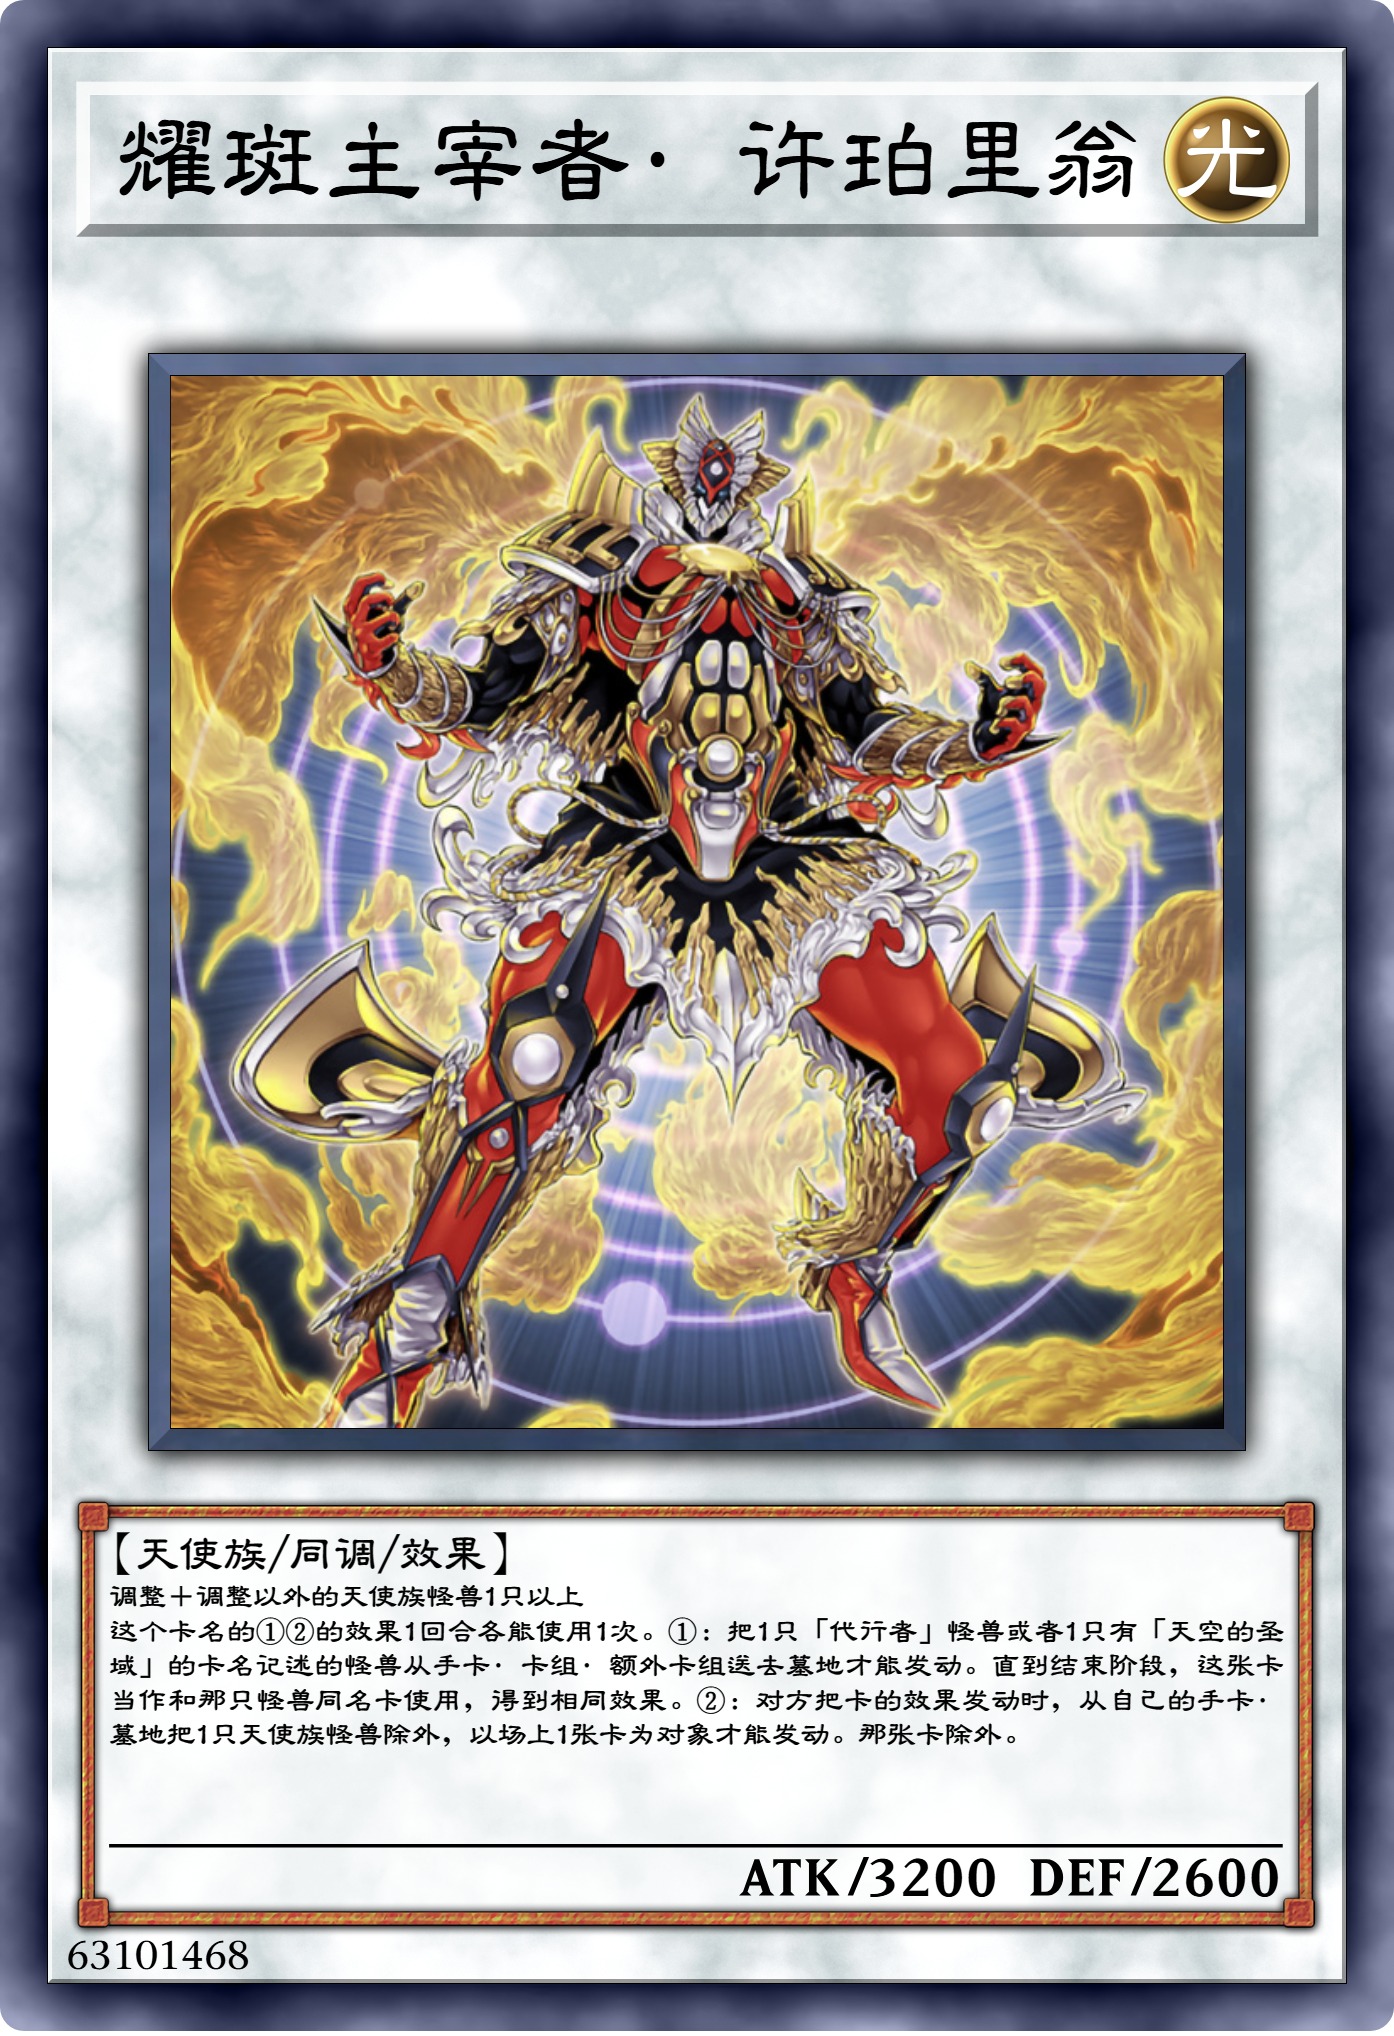 耀斑主宰者·许珀里翁
光
【天使族/同调/效果】
调整＋调整以外的天使族怪兽1只以上
这个卡名的①②的效果1回合各能使用1次。①：把1只「代行者」怪兽或者1只有「天空的圣
域」的卡名记述的怪兽从手卡·卡组·额外卡组送去墓地才能发动。直到结束阶段，这张卡
当作和那只怪兽同名卡使用，得到相同效果。②：对方把卡的效果发动时，从自己的手卡·
墓地把1只天使族怪兽除外，以场上1张卡为对象才能发动。那张卡除外。
ATK/3200 DEF/2600
63101468